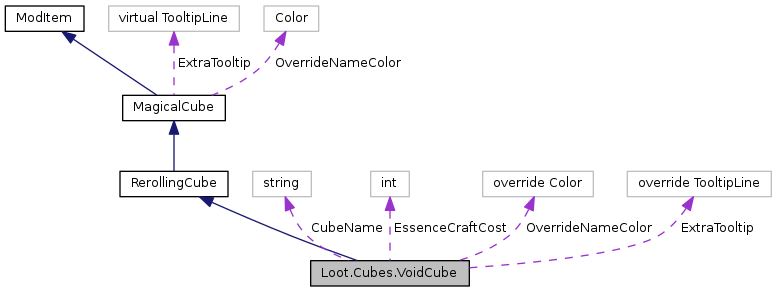 ModItem
virtual TooltipLine
Color
ExtraTooltip
OverrideNameColor
MagicalCube
RerollingCube
string
int
override Color
override TooltipLine
CubeName
EssenceCraftCost
OverrideNameColor
ExtraTooltip
Loot.Cubes.VoidCube